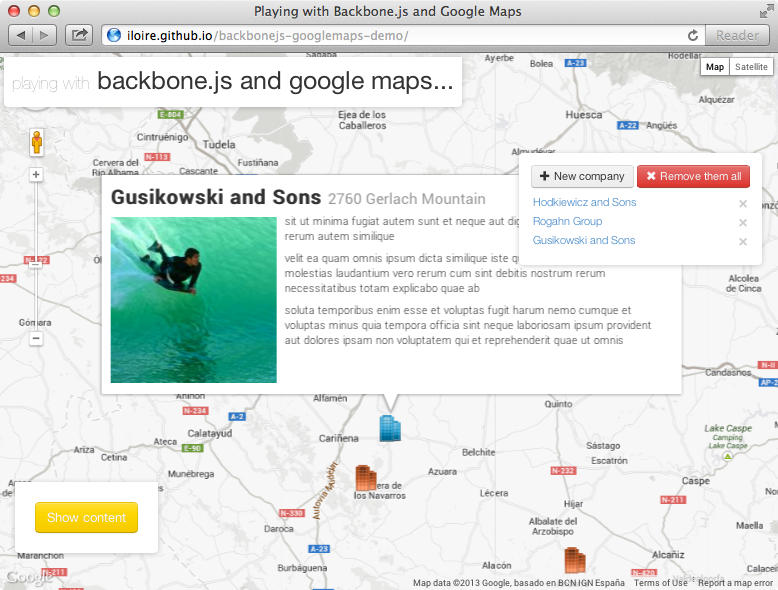 Playing with Backbone.js and Google Maps
iloire.github.io/backbonejs-googlemaps-demo/
Reader
playing with backbone.js and google maps...
Map
Satellite
Ayerbe
Bolea
A-23
Alquezar
E-804
Ejea de los
Caballeros
Huesca
A-22
Angüés
Cintruénigo
Tudela
Fustiñana
Cervera del
Río Alhama
N-113
Cascante
New company
Remove them all
Hodkiewicz and Sons
Rogahn Group
Gusikowski and Sons
Gusikowski and Sons 2760 Gerlach Mountain
sit ut minima fugiat autem sunt et neque aut
rerum autem similique
velit ea quam omnis ipsum dicta similique iste
molestias laudantium vero rerum cum sint debitis nostrum rerum
necessitatibus totam explicabo quae ab
soluta temporibus enim esse et voluptas fugit harum nemo cumque et
voluptas minus quia tempora officia sint neque laboriosam ipsum provident
aut dolores ipsam non voluptatem qui et reprehenderit quae ut omnis
234
Ólvega
Alcolea
de Cinca
Gómara
N-II
Candasnos
AP-2
N-234
A-2
Alfamén
Quinto
Calatayud
Cariñena
Lake Caspe
Camping
Lake Caspe
Ateca
E-90
Ariza
Cetina
Belchite
Sástago
Escatrón
Munébrega
Azuara
N-232
Caspe
de los Navarros
Lécera
N-211
Autovía Mudéjar
Show content
N-330
Híjar
Daroca
Albalate del
Arzobispo
Maella
A-23
Maranchón
Burbáguena
Alacón
Alcañiz
N-211
N-420
Calaceite
Google
Map data ©2013 Google, basado en BCN IGN España
Terms of Use
Report a map error